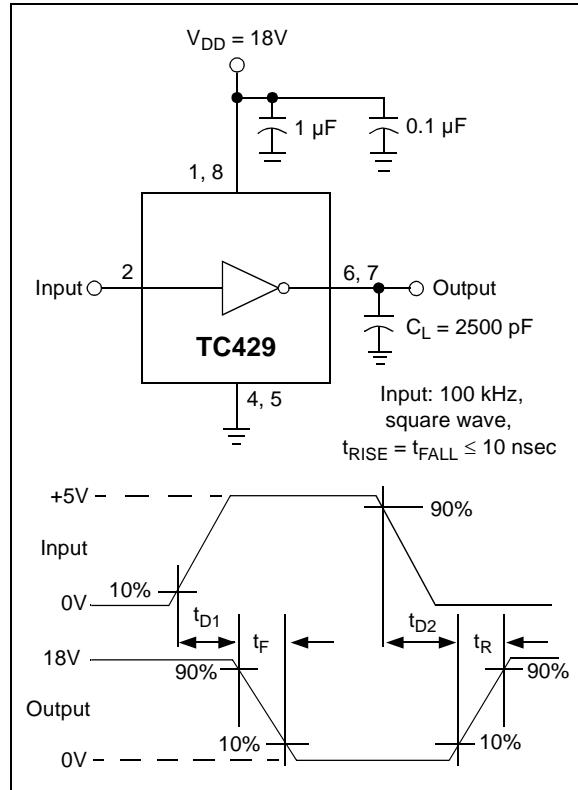 V_DD = 18V
1 µF
0.1 µF
1, 8
Input
2
6, 7
Output
TC429
C_L = 2500 pF
4, 5
Input: 100 kHz,
square wave,
t_RISE = t_FALL ≤ 10 nsec
+5V
90%
Input
10%
0V
t_D1
t_F
t_D2
t_R
18V
90%
90%
Output
10%
10%
0V